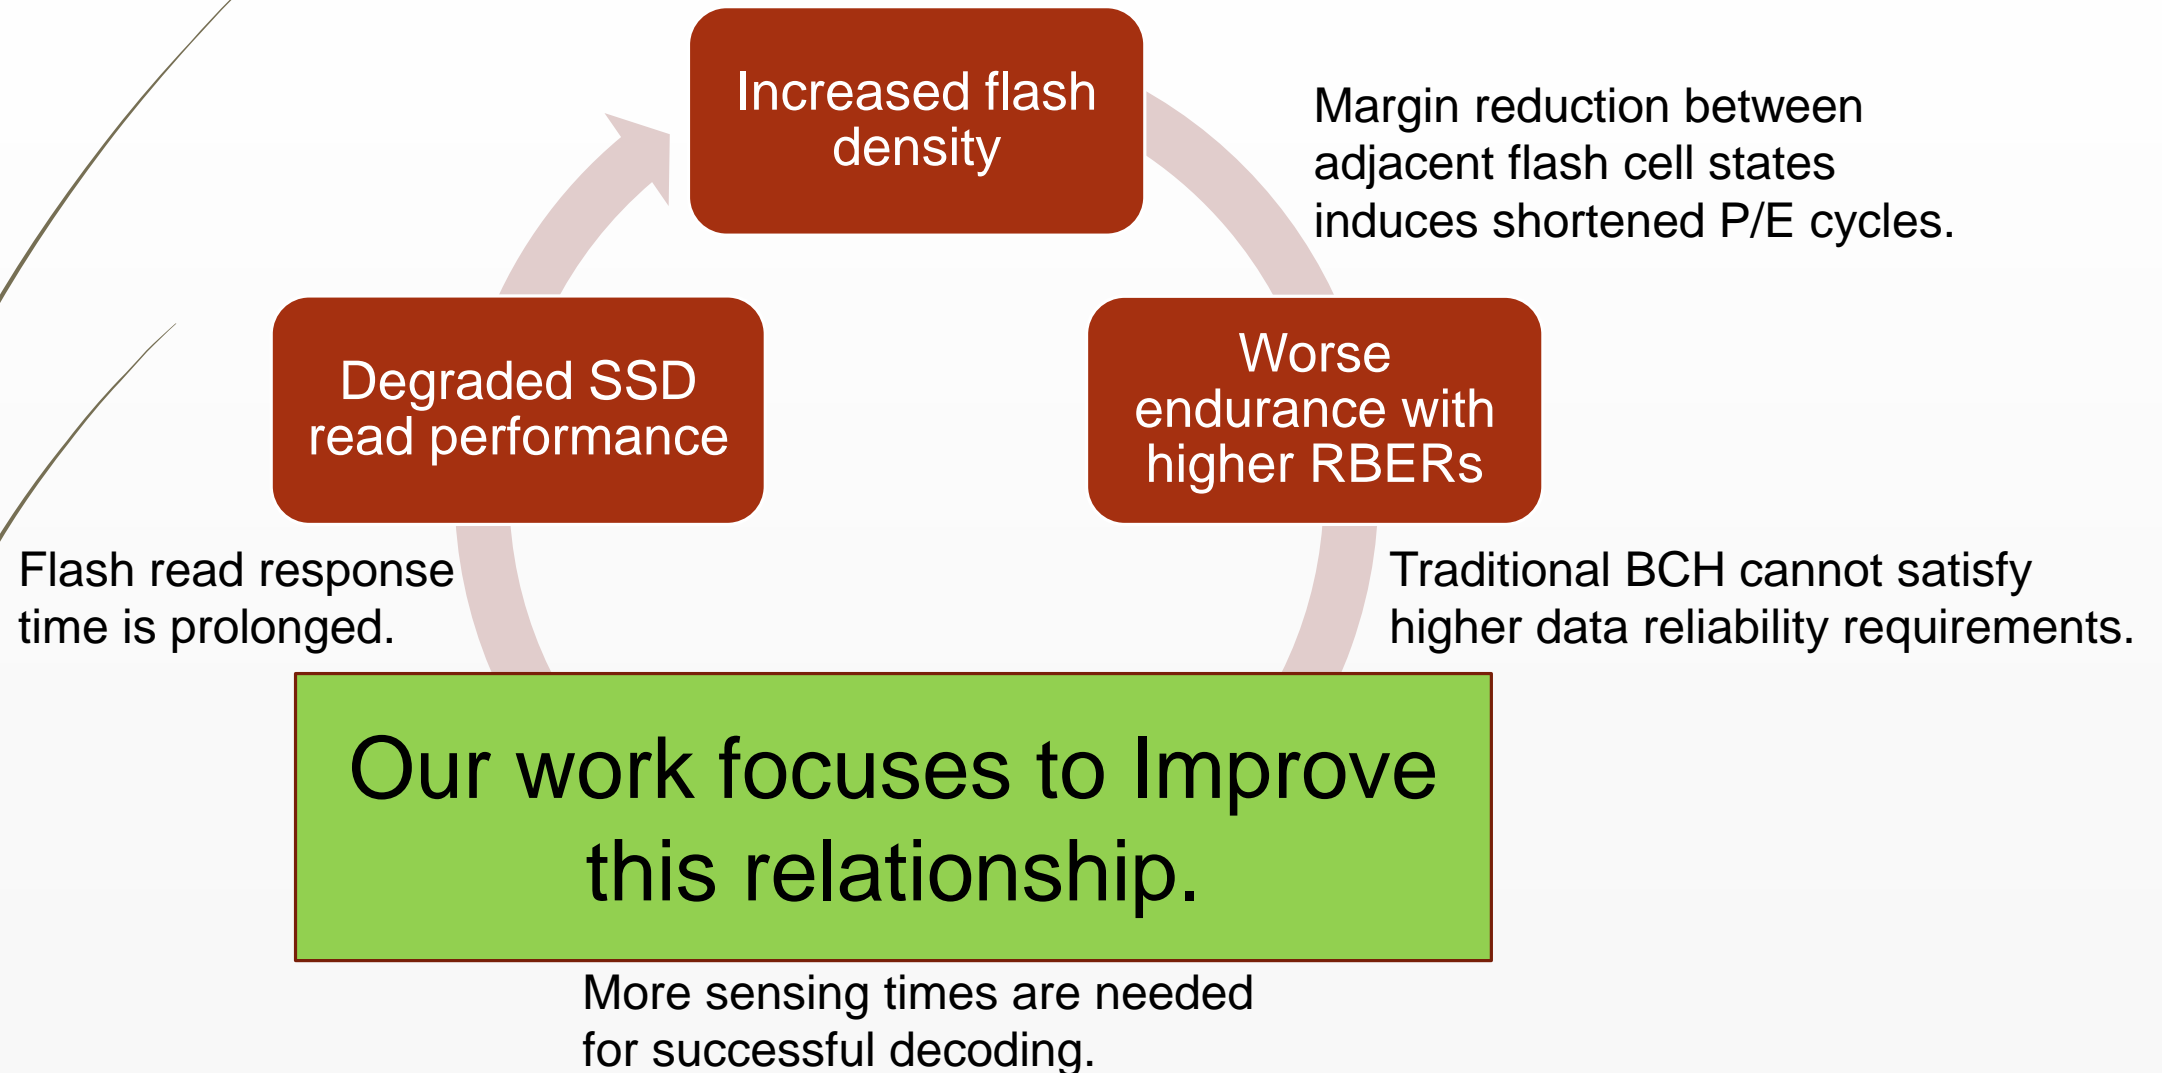 Increased flash
density
Margin reduction between
adjacent flash cell states
induces shortened P/E cycles.
Degraded SSD
read performance
Worse
endurance with
higher RBERs
Flash read response
time is prolonged.
Traditional BCH cannot satisfy
higher data reliability requirements.
Our work focuses to Improve
this relationship.
More sensing times are needed
for successful decoding.